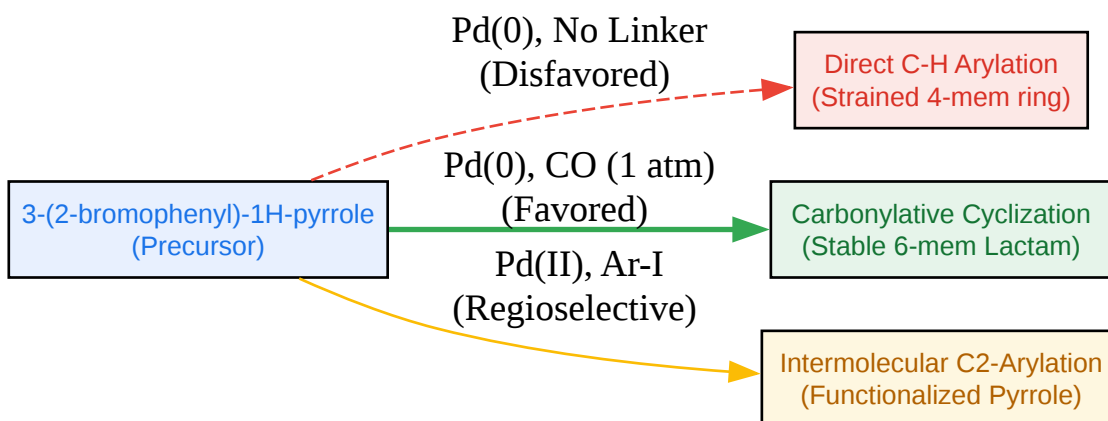 Pd(0), No Linker
(Disfavored)
Direct C-H Arylation
(Strained 4-mem ring)
3-(2-bromophenyl)-1H-pyrrole
(Precursor)
Pd(0), CO (1 atm)
(Favored)
Carbonylative Cyclization
(Stable 6-mem Lactam)
Pd(II), Ar-I
(Regioselective)
Intermolecular C2-Arylation
(Functionalized Pyrrole)